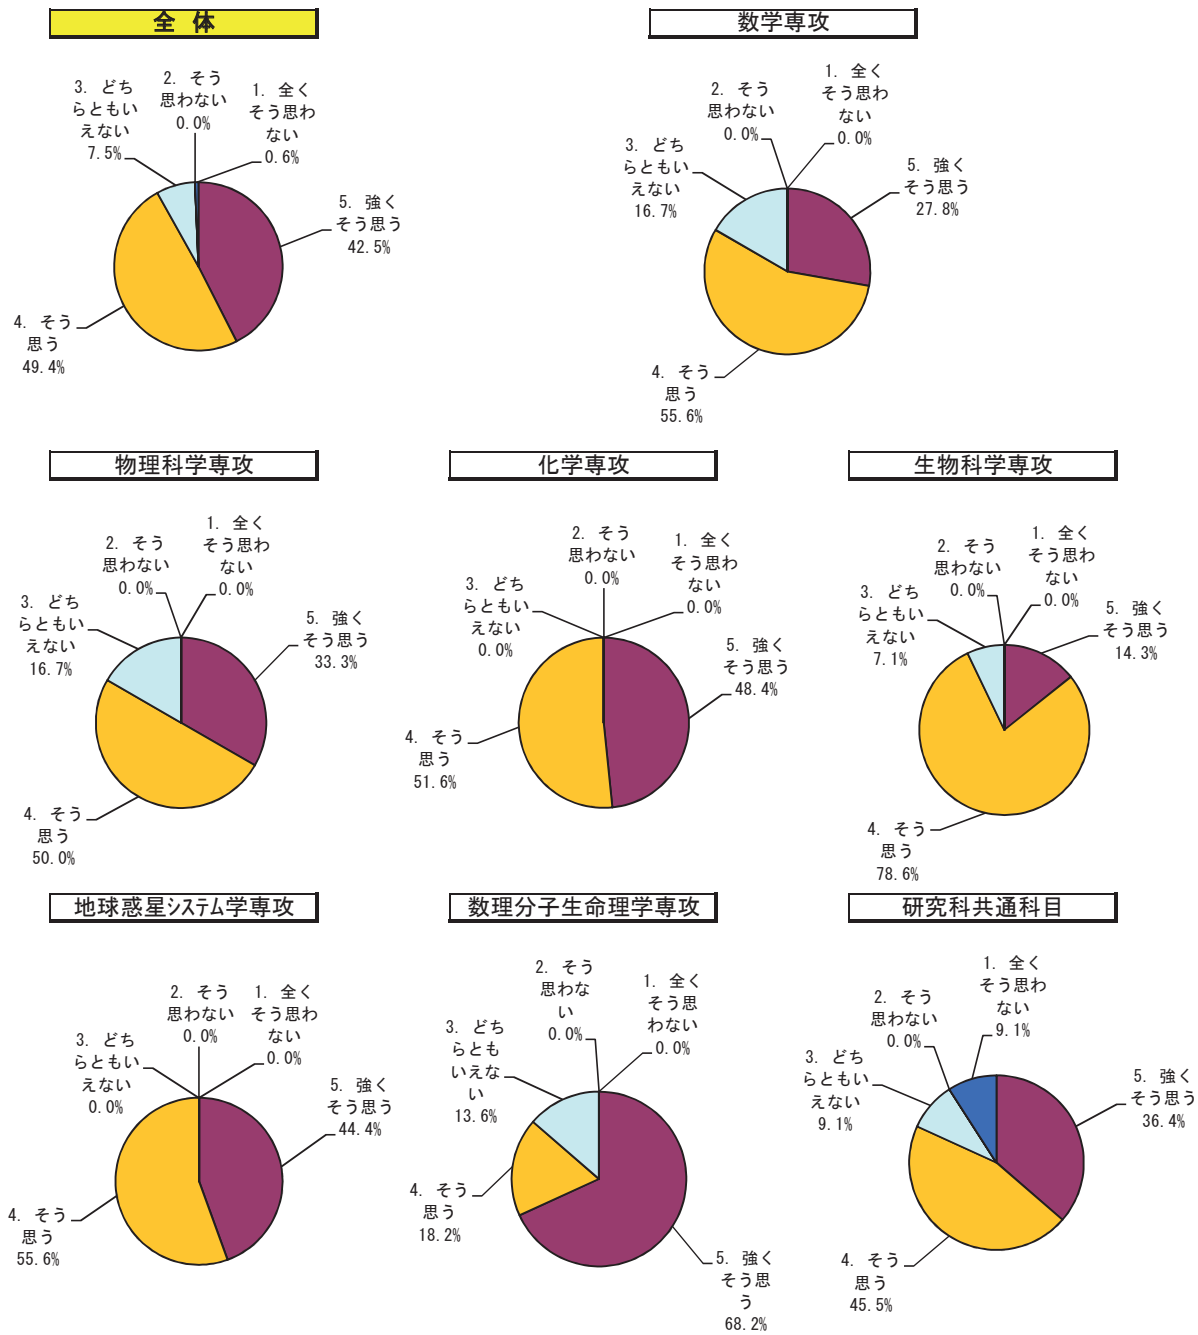 全 体
3. どち
らともい
えない
7.5%
2. そう
思わない
0.0%
1. 全く
そう思わ
ない
0.6%
5. 強く
そう思う
42.5%
4. そう
思う
49.4%
数学専攻
3. どち
らともい
えない
16.7%
2. そう
思わない
0.0%
1. 全く
そう思わ
ない
0.0%
5. 強く
そう思う
27.8%
4. そう
思う
55.6%
物理科学専攻
3. どち
らともい
えない
16.7%
2. そう
思わない
0.0%
1. 全く
そう思わ
ない
0.0%
5. 強く
そう思う
33.3%
4. そう
思う
50.0%
化学専攻
3. どち
らともい
えない
0.0%
2. そう
思わない
0.0%
1. 全く
そう思わ
ない
0.0%
5. 強く
そう思う
48.4%
4. そう
思う
51.6%
生物科学専攻
3. どち
らともい
えない
7.1%
2. そう
思わない
0.0%
1. 全く
そう思わ
ない
0.0%
5. 強く
そう思う
14.3%
4. そう
思う
78.6%
地球惑星システム学専攻
3. どち
らともい
えない
0.0%
2. そう
思わない
0.0%
1. 全く
そう思わ
ない
0.0%
5. 強く
そう思う
44.4%
4. そう
思う
55.6%
数理分子生命理学専攻
3. どち
らとも
いえな
い
13.6%
2. そう
思わな
い
0.0%
1. 全く
そう思
わない
0.0%
4. そう
思う
18.2%
5. 強く
そう思
う
68.2%
研究科共通科目
3. どち
らともい
えない
9.1%
2. そう
思わない
0.0%
1. 全く
そう思わ
ない
9.1%
5. 強く
そう思う
36.4%
4. そう
思う
45.5%